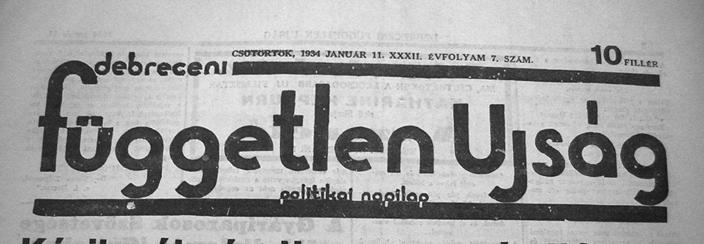 CSÜTÖRTÖK, 1934 JANUÁR 11. XXXII. ÉVFOLYAM 7. SZÁM.
10 FILLÉR
debreceni
független Ujság
politikai napilap